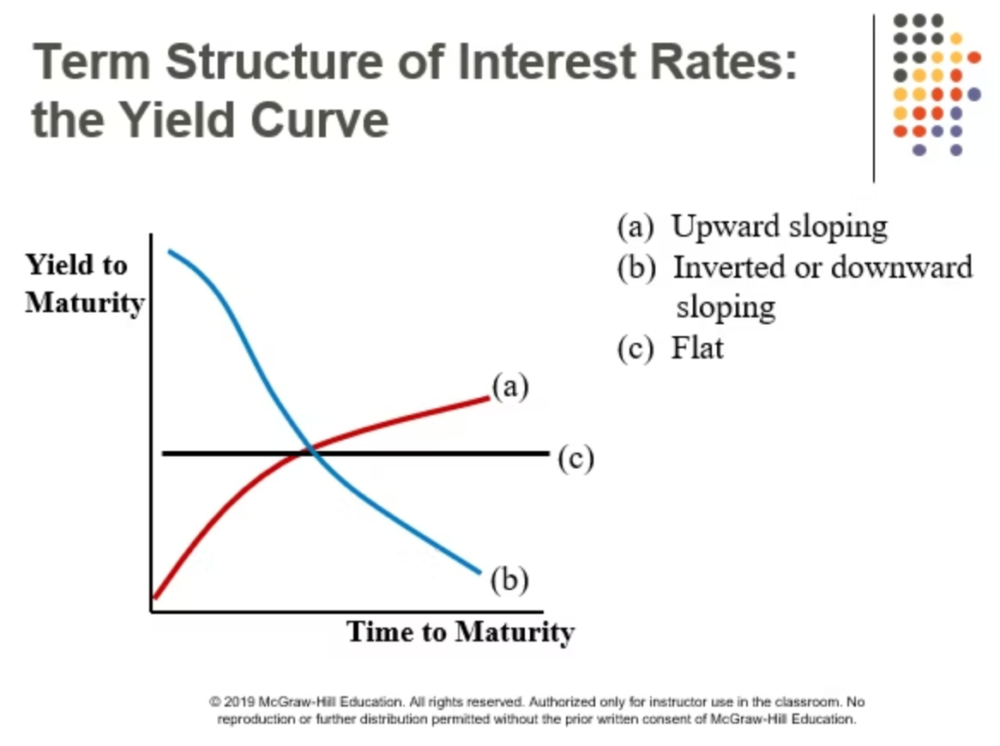 Term Structure of Interest Rates:
the Yield Curve
Yield to
Maturity
(a) Upward sloping
(b) Inverted or downward
sloping
(c) Flat
(a)
(c)
(b)
Time to Maturity
© 2019 McGraw-Hill Education. All rights reserved. Authorized only for instructor use in the classroom. No
reproduction or further distribution permitted without the prior written consent of McGraw-Hill Education.